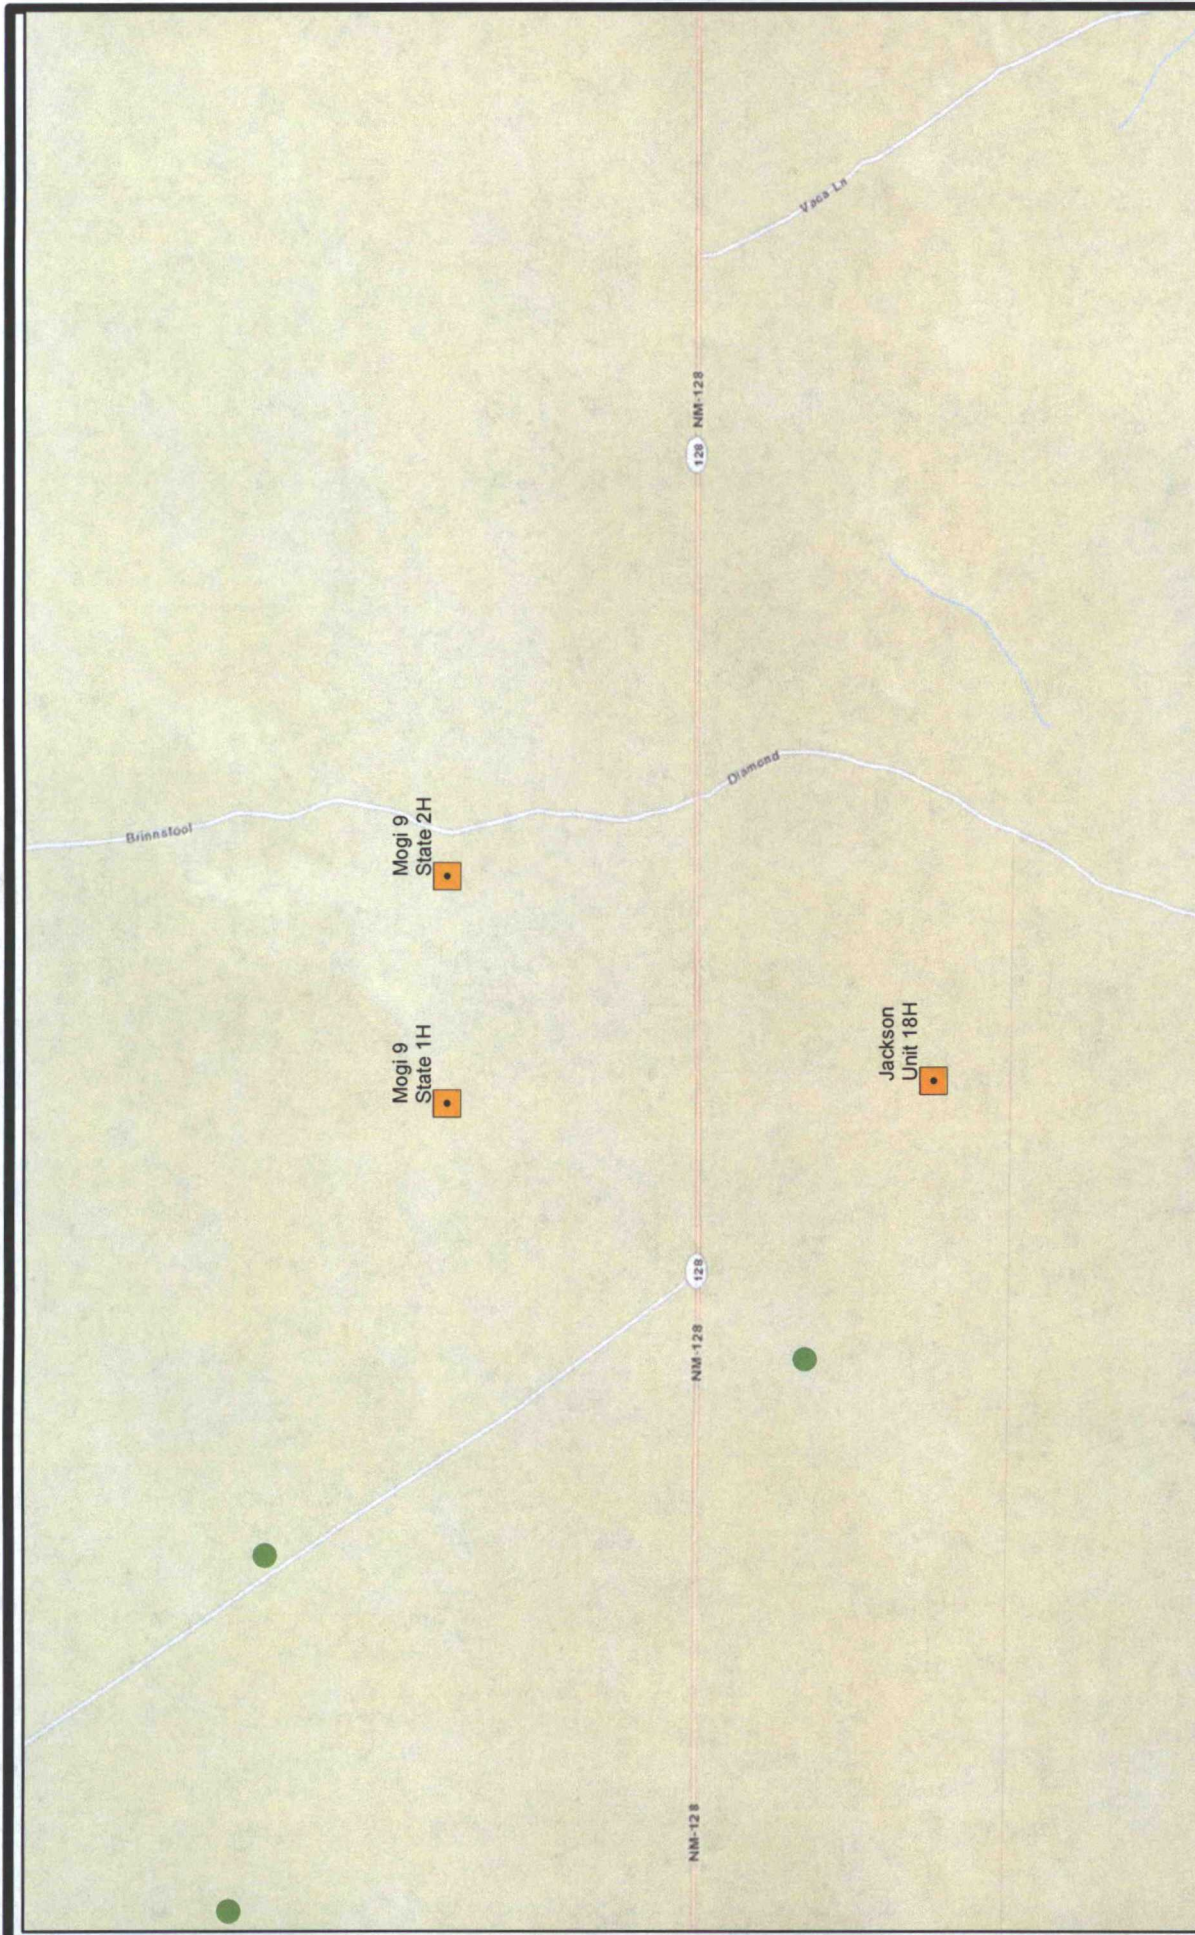 Brinnstool
Mogi 9
State 2H
Mogi 9
State 1H
NM-128
128
NM-128
128
NM-128
Vaca Ln
Diamond
Jackson
Unit 18H